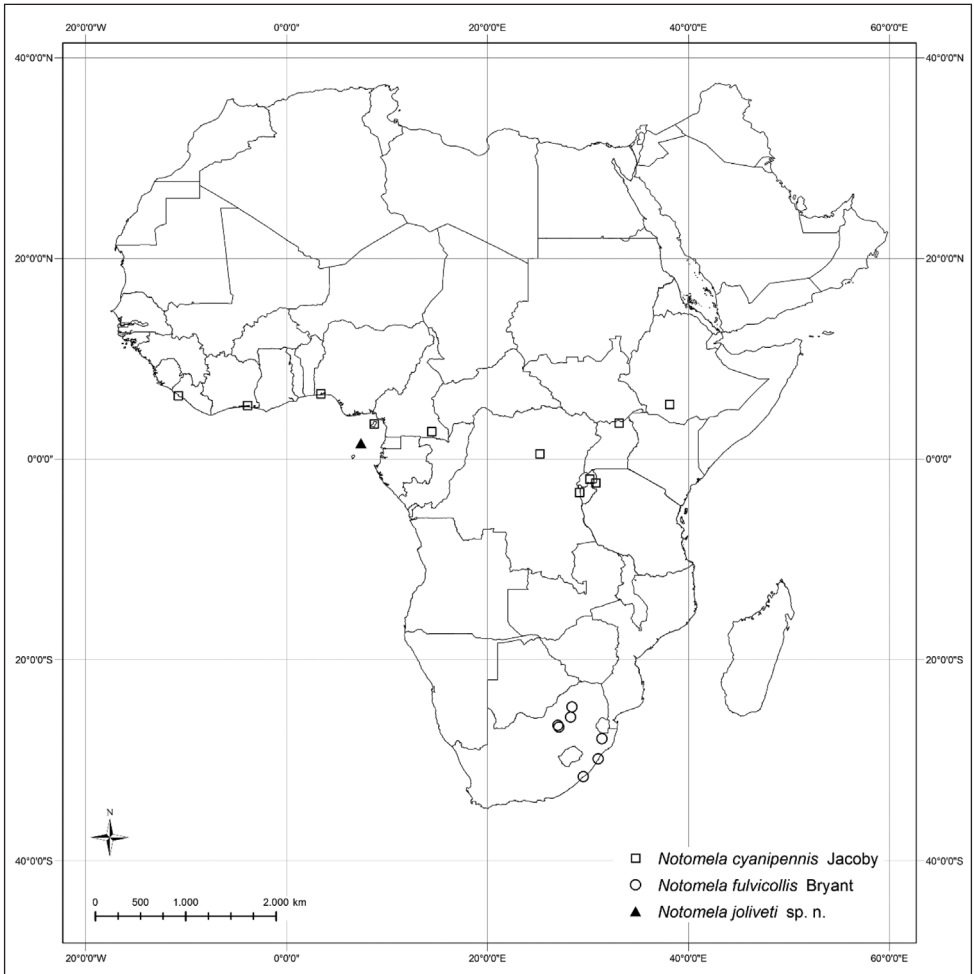 20°0'0"W 0°0'0" 20°0'0"E 40°0'0"E 60°0'0"E
40°0'0"N 40°0'0"N
20°0'0"N 20°0'0"N
0°0'0" 0°0'0"
20°0'0"S 20°0'0"S
N
40°0'0"S 40°0'0"S
Notomela cyanipennis Jacoby
Notomela fulvicollis Bryant
Notomela joliveti sp. n.
0 500 1.000 2.000 km
20°0'0"W 0°0'0" 20°0'0"E 40°0'0"E 60°0'0"E